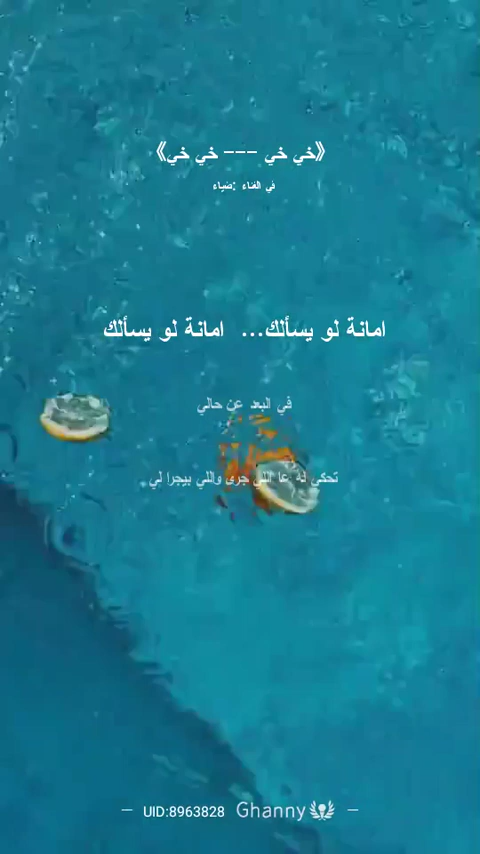 《خي خي --- خي خي》
في الغناء :ضياء
امانة لو يسألك... امانة لو يسألك
في البعد عن حالي
تحكي له عا اللي جرى واللي بيجرا لي
UID:8963828 Ghanny